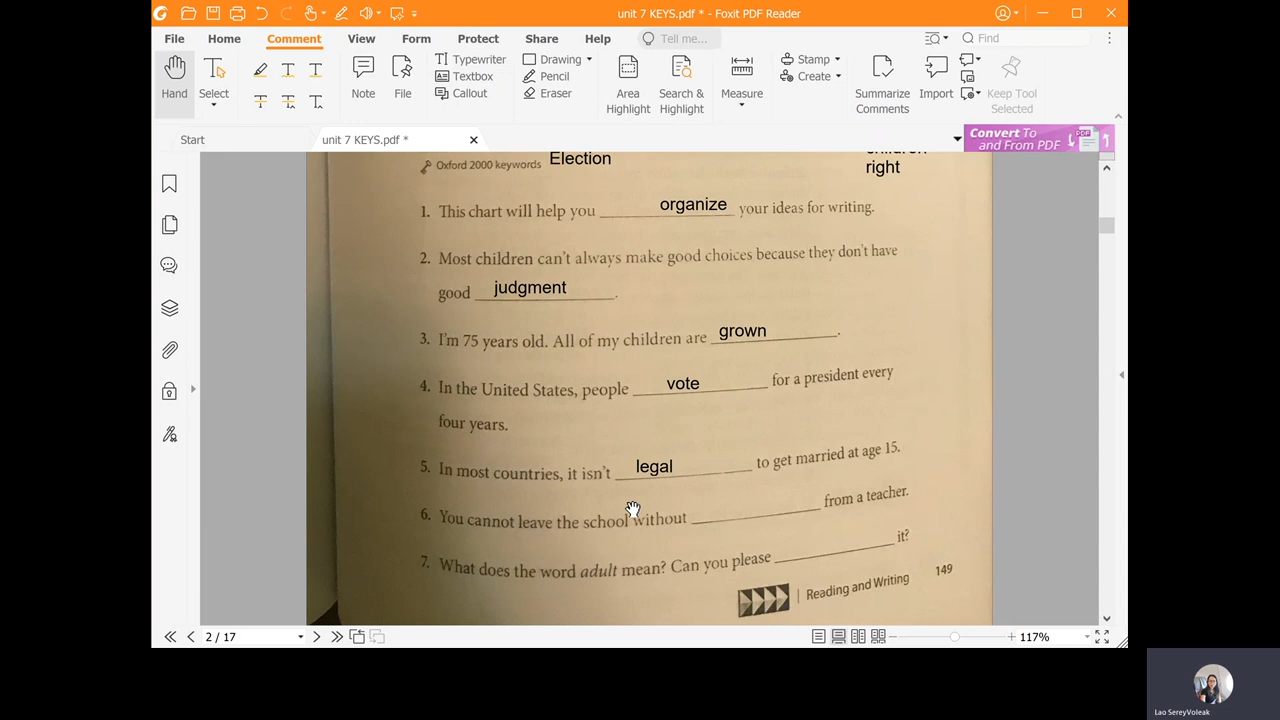 unit 7 KEYS.pdf * - Foxit PDF Reader
File Home Comment View Form Protect Share Help Tell me... Find
Hand Select Note File Typewriter Textbox Callout Drawing Pencil Eraser Area Highlight Search & Highlight Measure Stamp Create Summarize Comments Import Keep Tool Selected
Start unit 7 KEYS.pdf * Convert To and From PDF PDF
Oxford 2000 keywords Election children
right
1. This chart will help you organize your ideas for writing.
2. Most children can't always make good choices because they don't have
good judgment.
3. I'm 75 years old. All of my children are grown.
4. In the United States, people vote for a president every
four years.
5. In most countries, it isn't legal to get married at age 15.
6. You cannot leave the school without from a teacher.
7. What does the word adult mean? Can you please it?
Reading and Writing 149
2 / 17 117%
Lao SereyVoleak